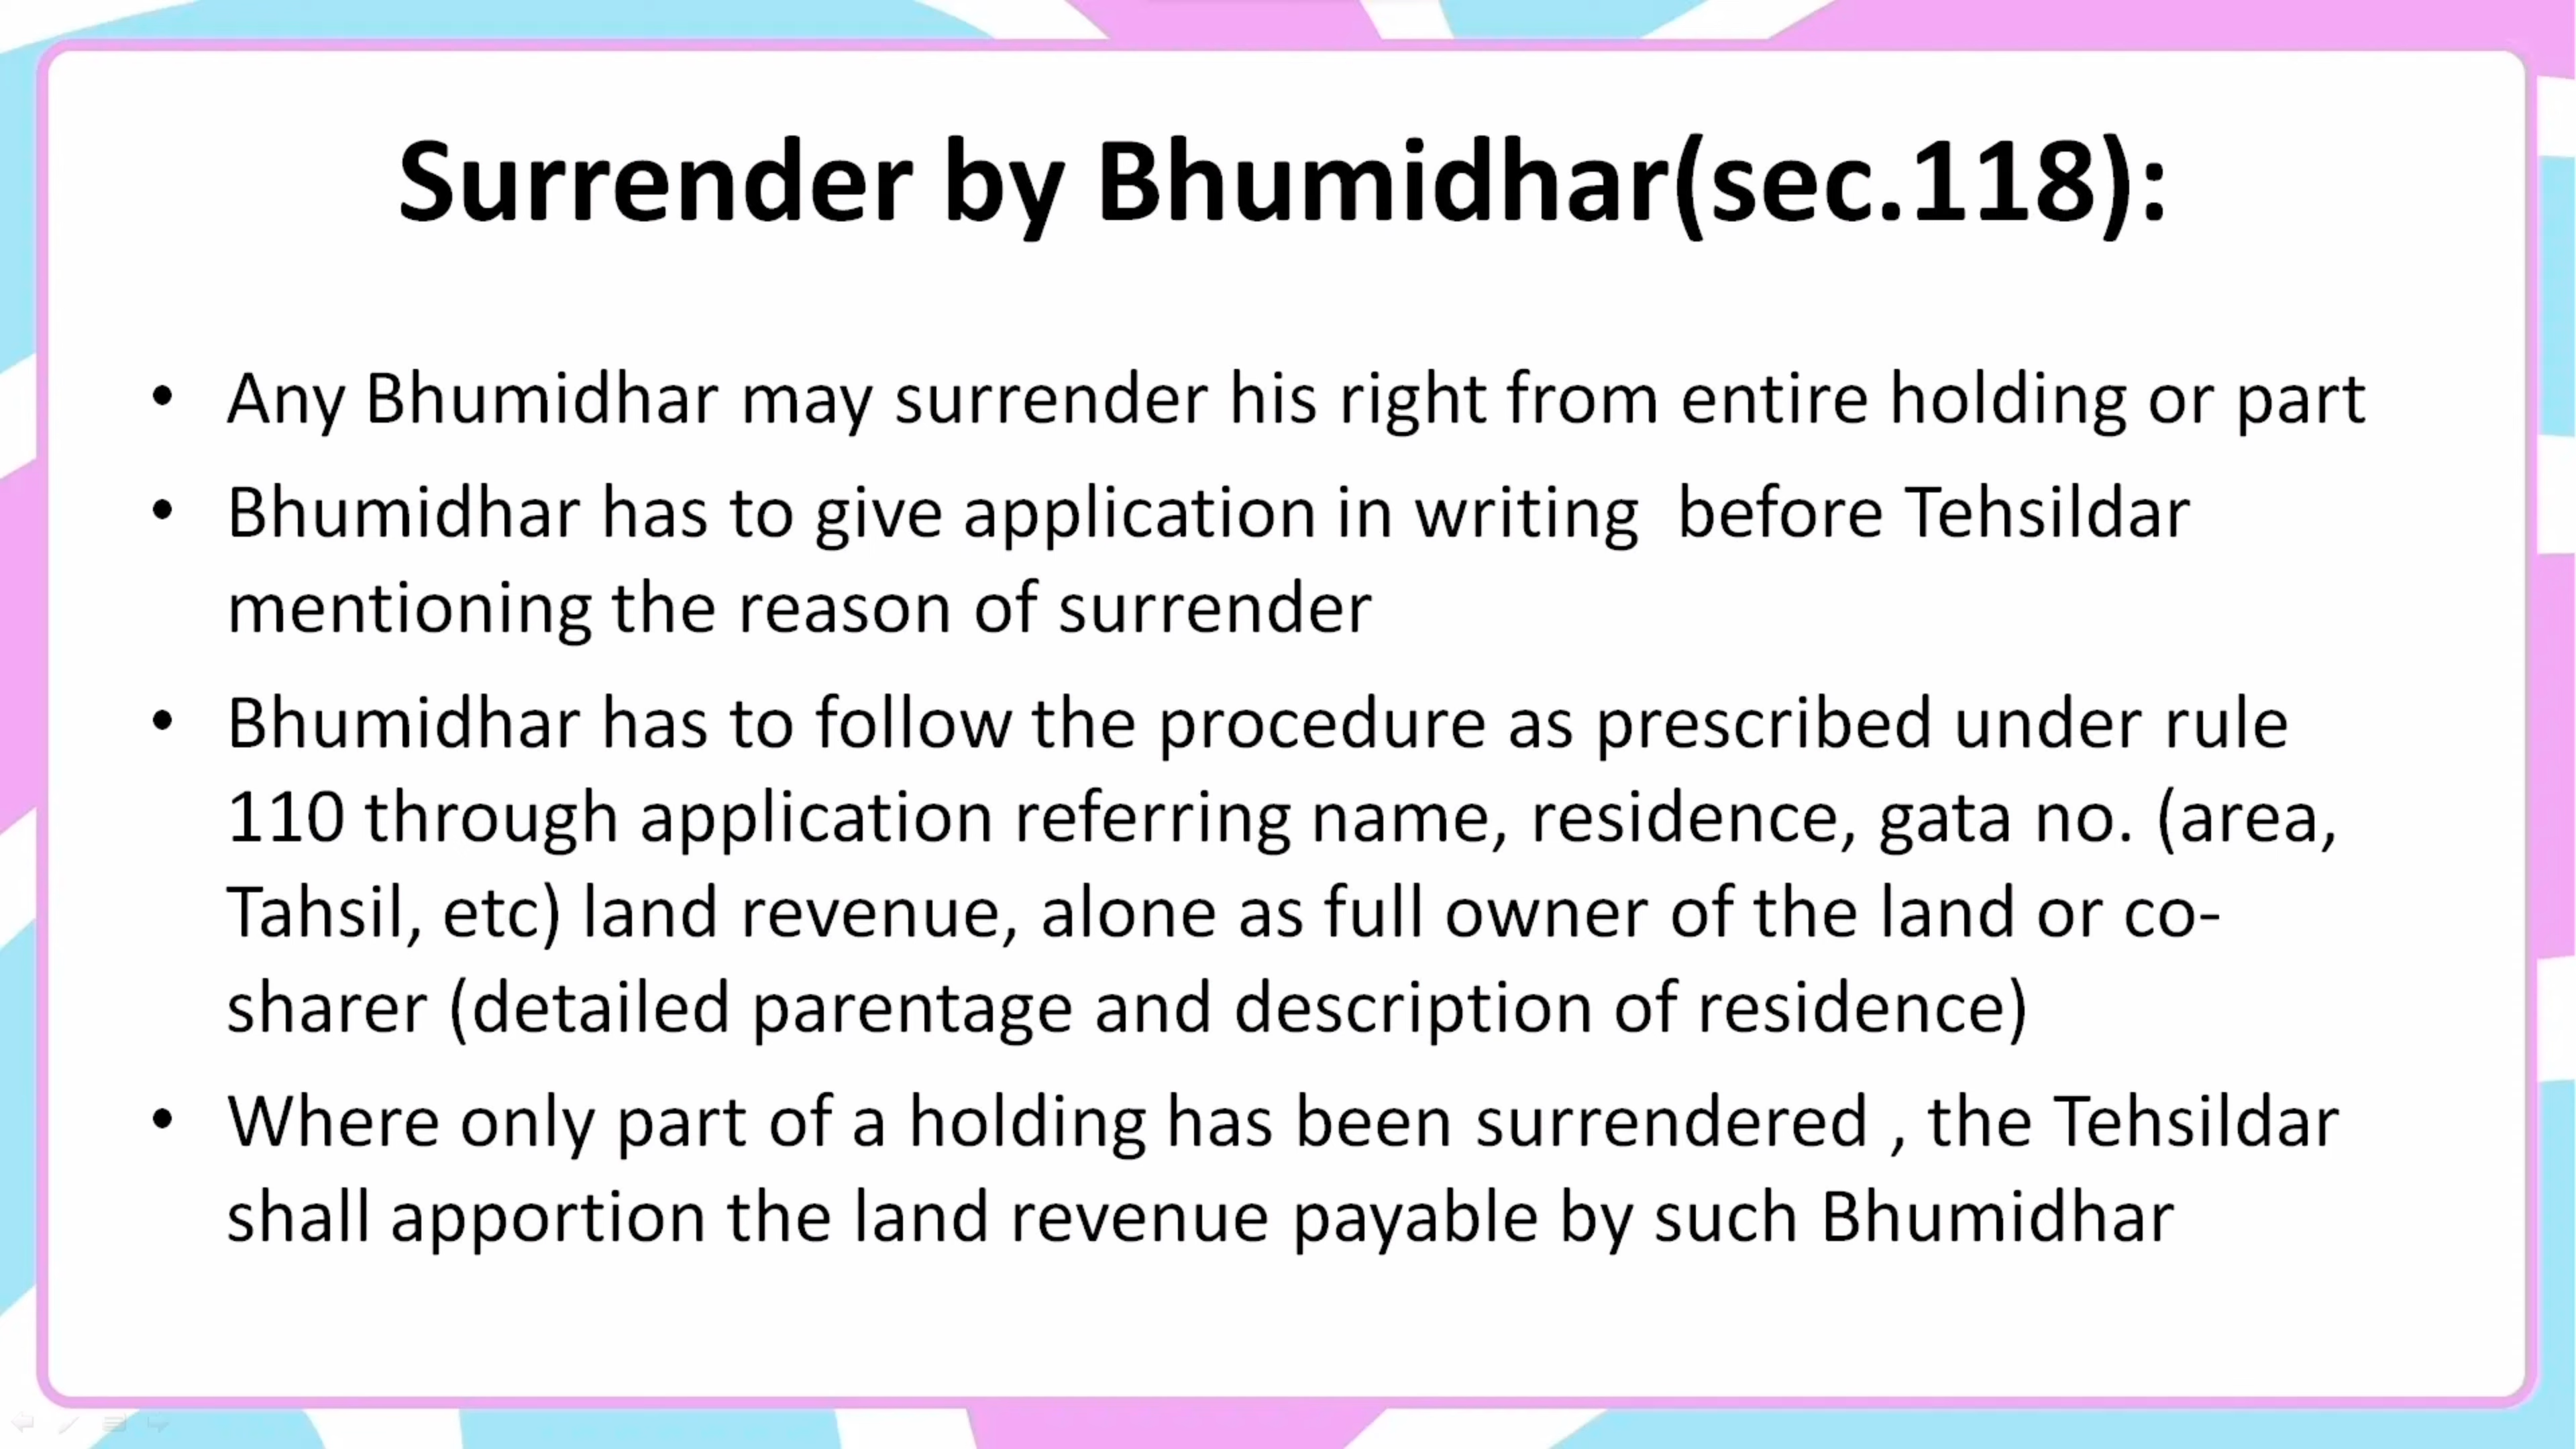 Surrender by Bhumidhar(sec.118):
• Any Bhumidhar may surrender his right from entire holding or part
• Bhumidhar has to give application in writing  before Tehsildar
mentioning the reason of surrender
• Bhumidhar has to follow the procedure as prescribed under rule
110 through application referring name, residence, gata no. (area,
Tahsil, etc) land revenue, alone as full owner of the land or co-
sharer (detailed parentage and description of residence)
• Where only part of a holding has been surrendered , the Tehsildar
shall apportion the land revenue payable by such Bhumidhar